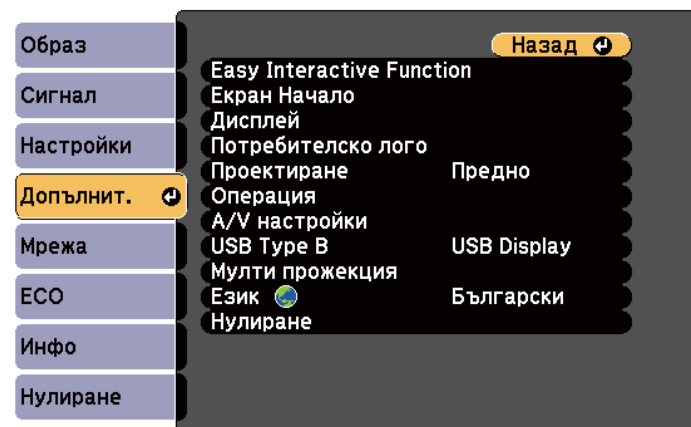 Образ
Сигнал
Настройки
Допълнит.
Мрежа
ECO
Инфо
Нулиране
Назад
Easy Interactive Function
Екран Начало
Дисплей
Потребителско лого
Проектиране Предно
Операция
A/V настройки
USB Type B USB Display
Мулти прожекция
Език Български
Нулиране